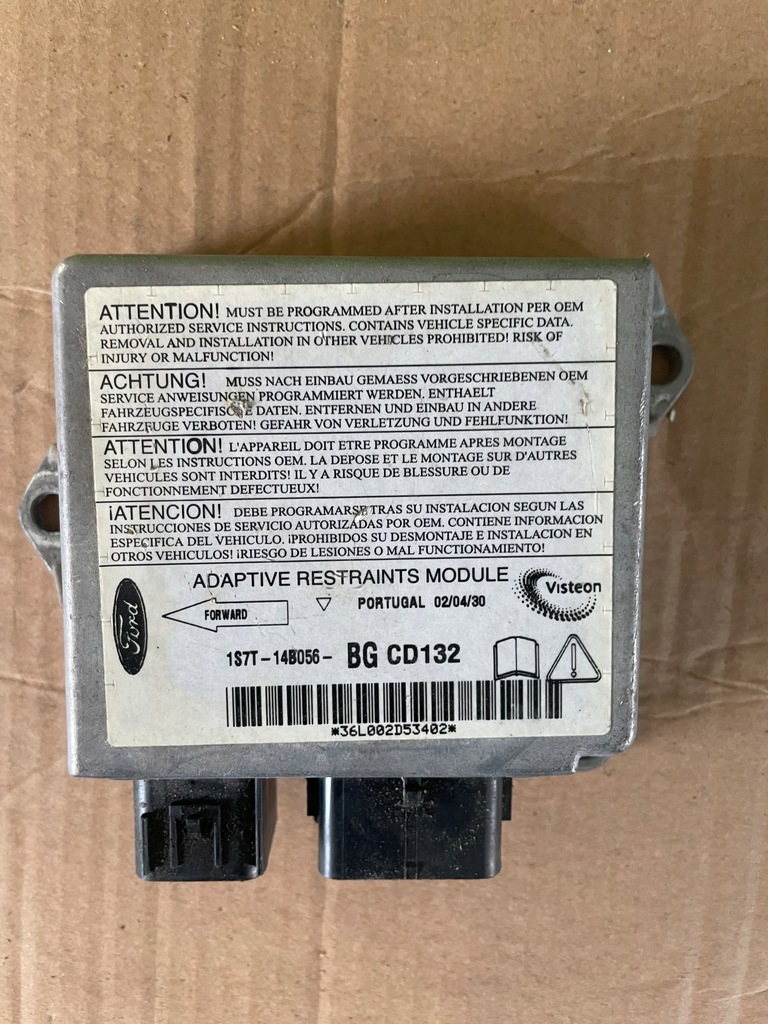 ATTENTION! MUST BE PROGRAMMED AFTER INSTALLATION PER OEM
AUTHORIZED SERVICE INSTRUCTIONS. CONTAINS VEHICLE SPECIFIC DATA.
REMOVAL AND INSTALLATION IN OTHER VEHICLES PROHIBITED! RISK OF
INJURY OR MALFUNCTION!
ACHTUNG! MUSS NACH EINBAU GEMAESS VORGESCHRIEBENEN OEM
SERVICE ANWEISUNGEN PROGRAMMIERT WERDEN. ENTHAELT
FAHRZEUGSPECIFISCHE DATEN. ENTFERNEN UND EINBAU IN ANDERE
FAHRZEUGE VERBOTEN! GEFAHR VON VERLETZUNG UND FEHLFUNKTION!
ATTENTION! L'APPAREIL DOIT ETRE PROGRAMME APRES MONTAGE
SELON LES INSTRUCTIONS OEM. LA DEPOSE ET LE MONTAGE SUR D'AUTRES
VEHICULES SONT INTERDITS! IL Y A RISQUE DE BLESSURE OU DE
FONCTIONNEMENT DEFECTUEUX!
¡ATENCION! DEBE PROGRAMARSE TRAS SU INSTALACION SEGUN LAS
INSTRUCCIONES DE SERVICIO AUTORIZADAS POR OEM. CONTIENE INFORMACION
ESPECIFICA DEL VEHICULO. ¡PROHIBIDOS SU DESMONTAJE E INSTALACION EN
OTROS VEHICULOS! ¡RIESGO DE LESIONES O MAL FUNCTIONAMIENTO!
ADAPTIVE RESTRAINTS MODULE
Visteon
Ford
FORWARD
PORTUGAL 02/04/30
1S7T-14B056- BG CD132
*36L002D53402*